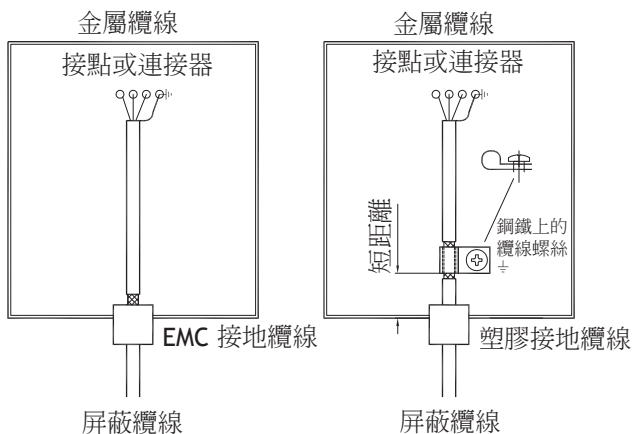 金屬纜線
接點或連接器
EMC 接地纜線
屏蔽纜線
金屬纜線
接點或連接器
短距離
鋼鐵上的
纜線螺絲
塑膠接地纜線
屏蔽纜線